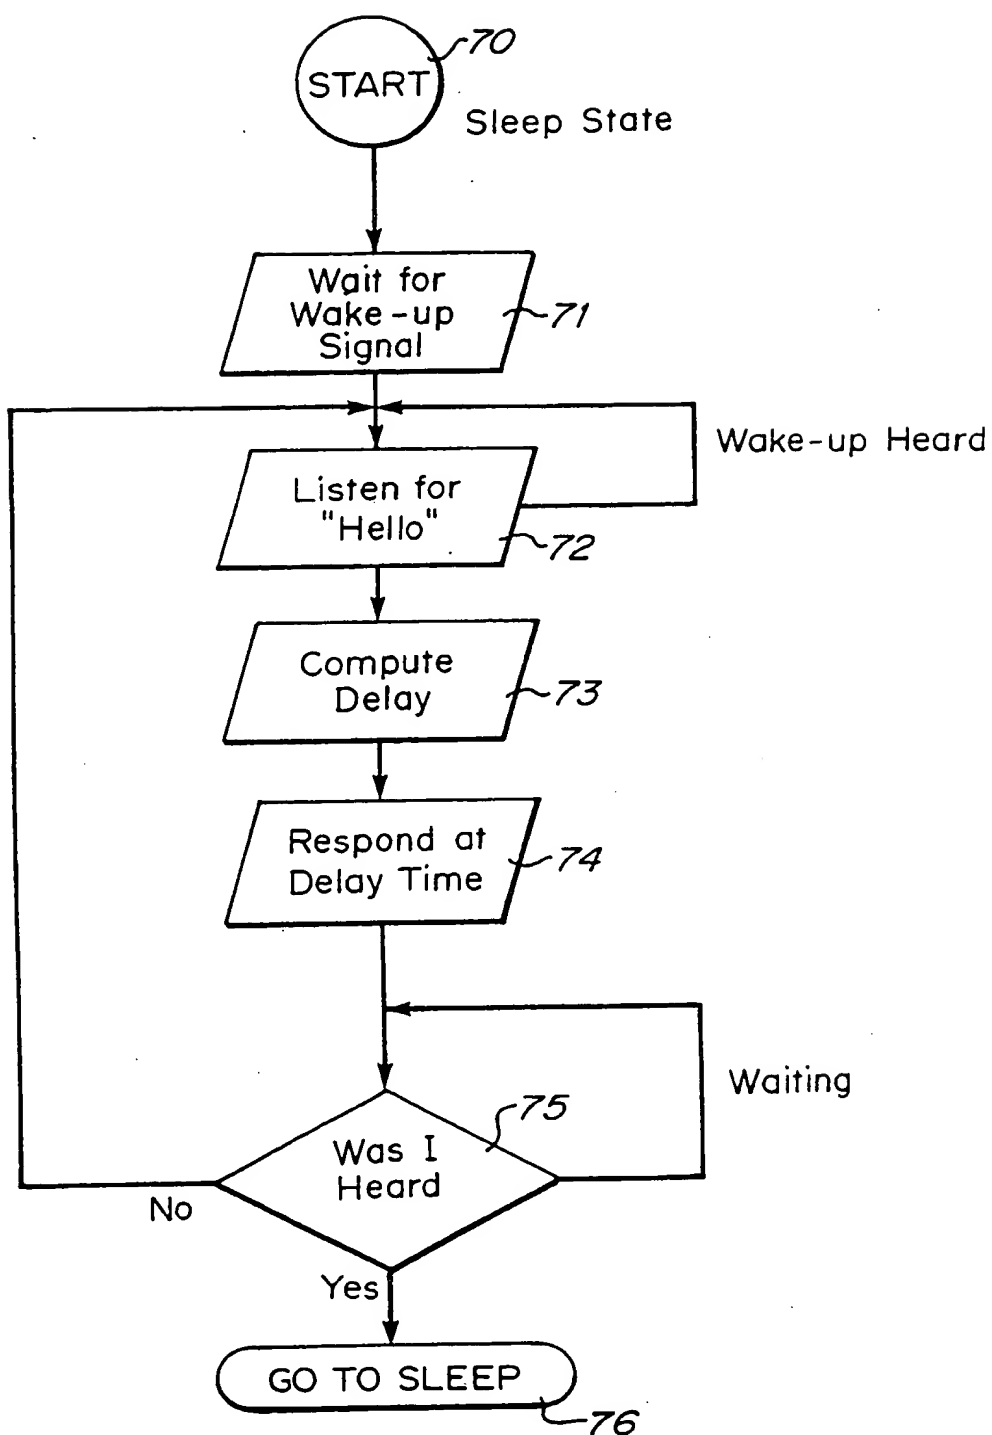 70
START
Sleep State
Wait for
Wake-up
Signal
71
Wake-up Heard
Listen for
"Hello"
72
Compute
Delay
73
Respond at
Delay Time
74
Waiting
75
Was I
Heard
No
Yes
GO TO SLEEP
76